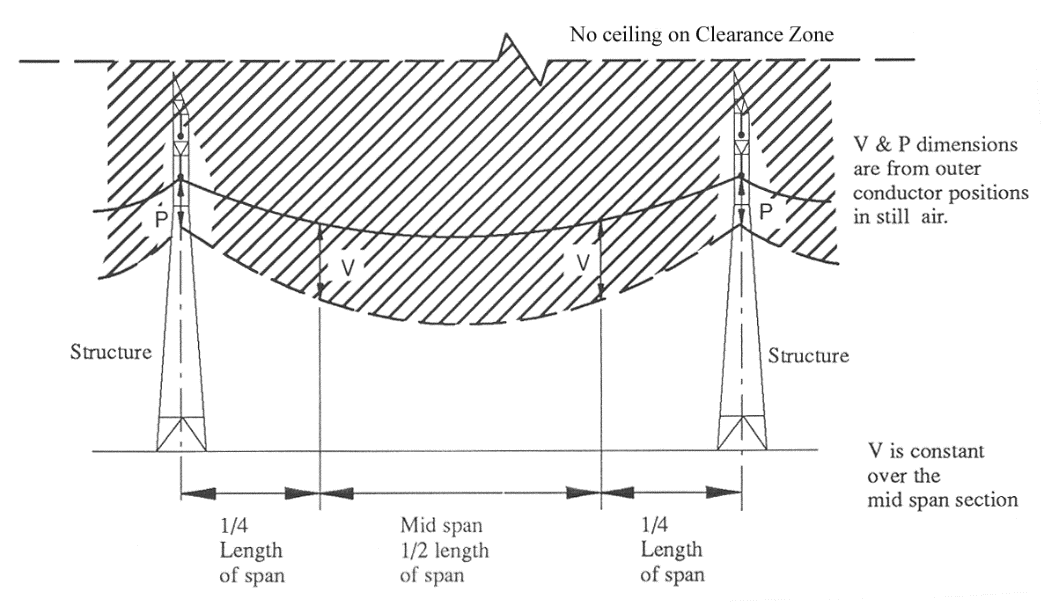 No ceiling on Clearance Zone
V & P dimensions
are from outer
conductor positions
in still air.
P
P
V
V
Structure
Structure
V is constant
over the
mid span section
1/4
Length
of span
Mid span
1/2 length
of span
1/4
Length
of span